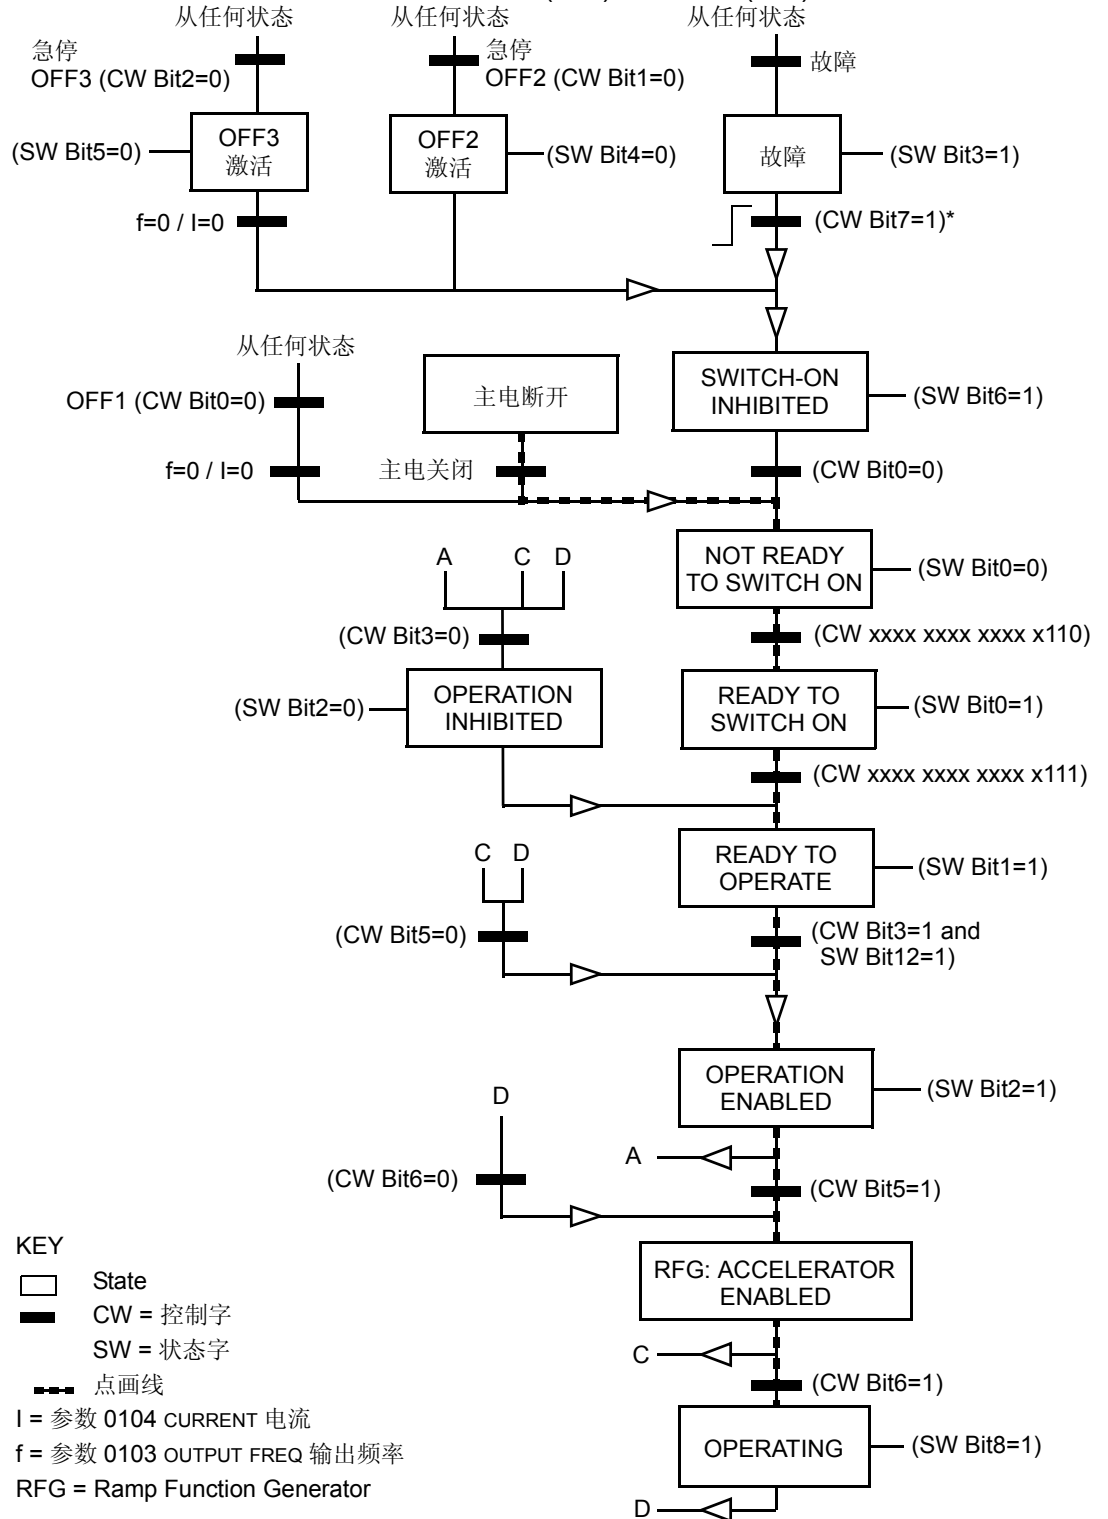 从任何状态
从任何状态
从任何状态
急停
OFF3 (CW Bit2=0)
急停
OFF2 (CW Bit1=0)
故障
(SW Bit5=0)
OFF3
激活
OFF2
激活
(SW Bit4=0)
故障
(SW Bit3=1)
f=0 / I=0
(CW Bit7=1)*
从任何状态
OFF1 (CW Bit0=0)
主电断开
SWITCH-ON
INHIBITED
(SW Bit6=1)
f=0 / I=0
主电关闭
(CW Bit0=0)
A
C
D
NOT READY
TO SWITCH ON
(SW Bit0=0)
(CW Bit3=0)
(CW xxxx xxxx xxxx x110)
(SW Bit2=0)
OPERATION
INHIBITED
READY TO
SWITCH ON
(SW Bit0=1)
(CW xxxx xxxx xxxx x111)
C
D
READY TO
OPERATE
(SW Bit1=1)
(CW Bit5=0)
(CW Bit3=1 and
SW Bit12=1)
OPERATION
ENABLED
(SW Bit2=1)
D
A
(CW Bit6=0)
(CW Bit5=1)
RFG: ACCELERATOR
ENABLED
C
(CW Bit6=1)
OPERATING
(SW Bit8=1)
D
KEY
State
CW = 控制字
SW = 状态字
点画线
I = 参数 0104 CURRENT 电流
f = 参数 0103 OUTPUT FREQ 输出频率
RFG = Ramp Function Generator